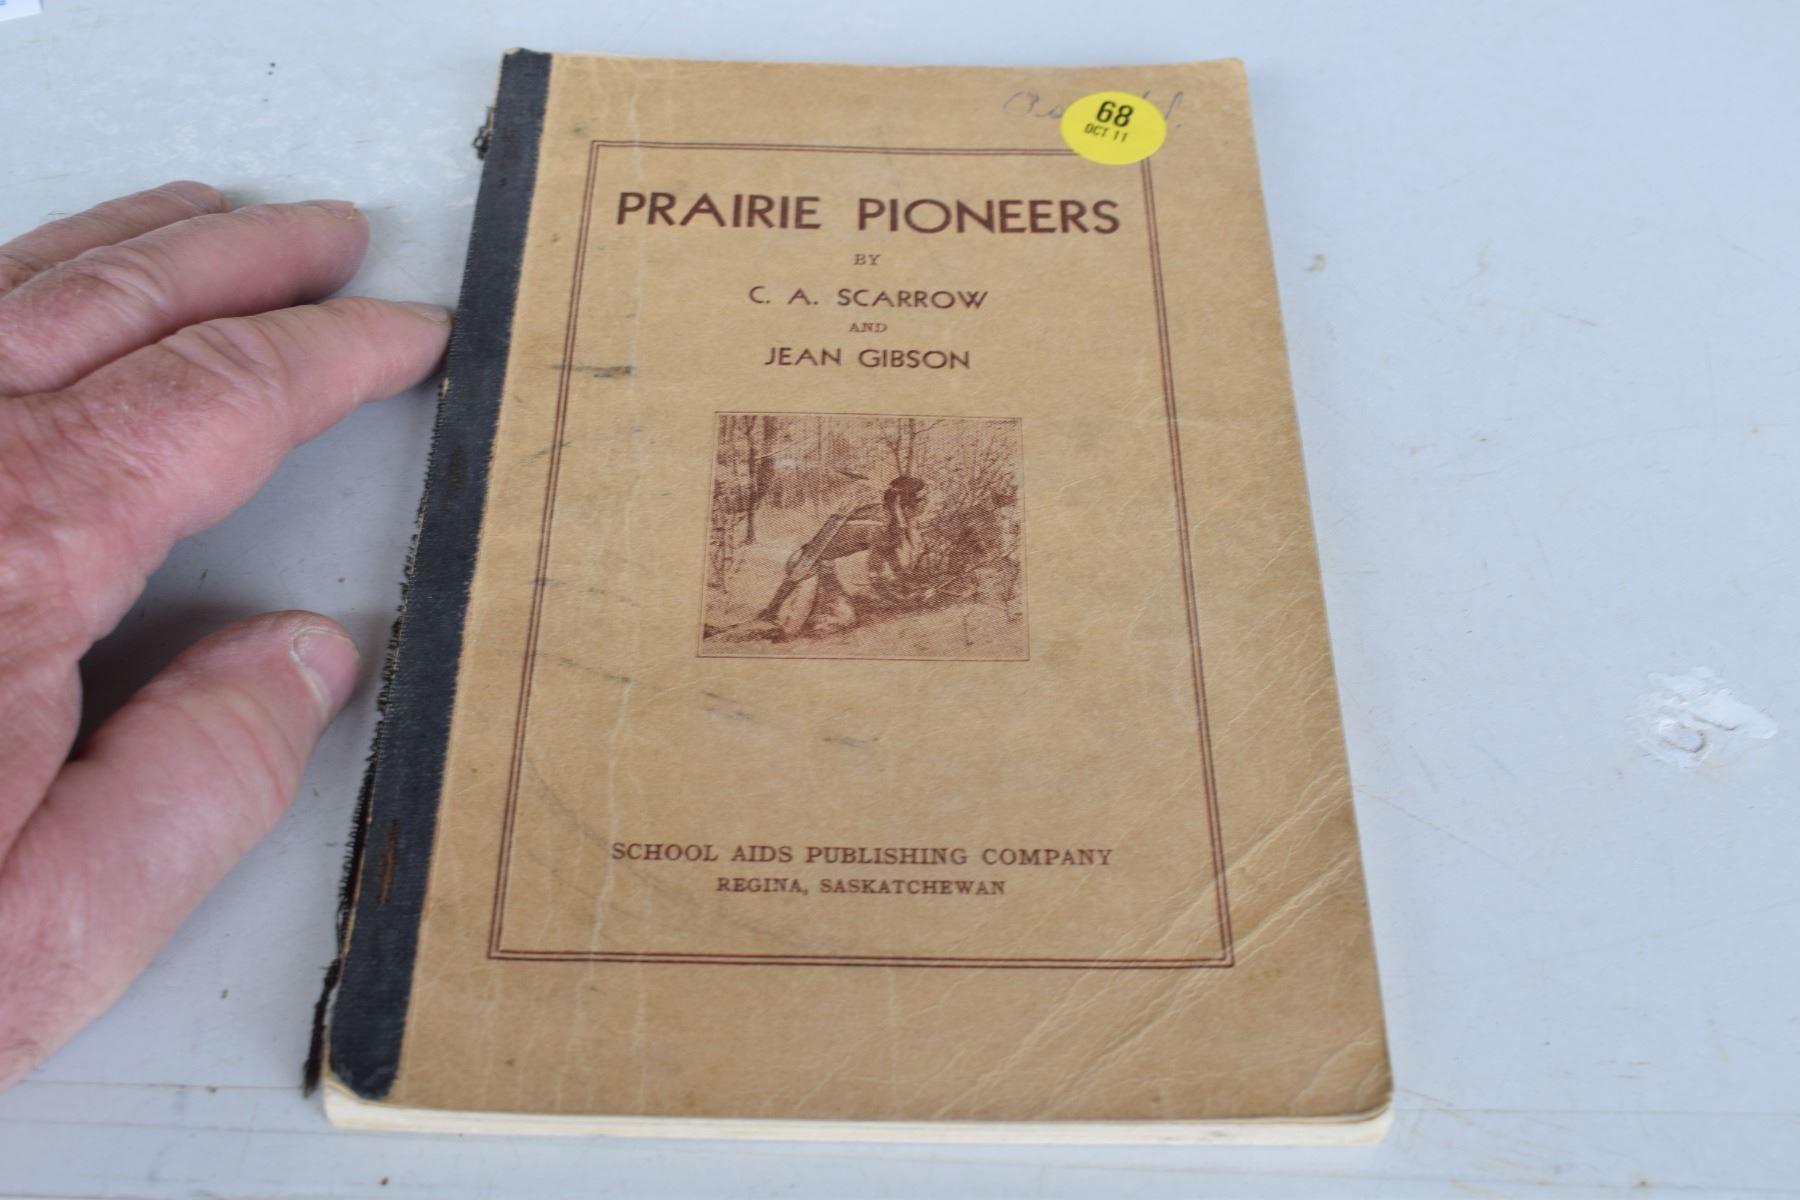 68
OCT 11
PRAIRIE PIONEERS
BY
C. A. SCARROW
AND
JEAN GIBSON
SCHOOL AIDS PUBLISHING COMPANY
REGINA, SASKATCHEWAN